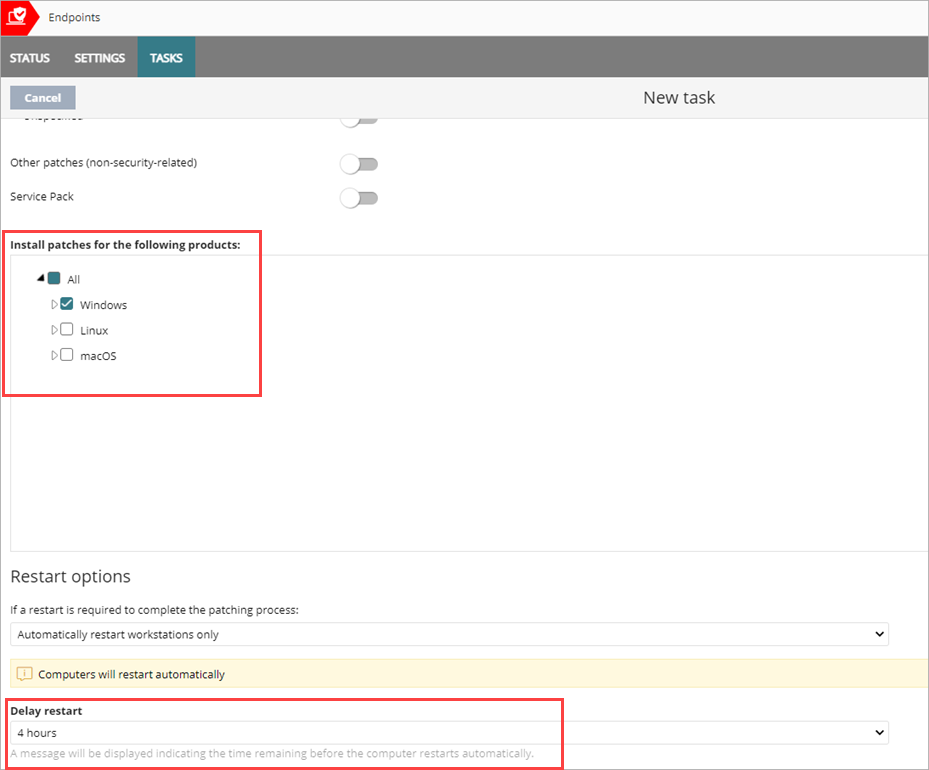 Endpoints
STATUS SETTINGS TASKS
Cancel New task
Other patches (non-security-related)
Service Pack
Install patches for the following products:
All
Windows
Linux
macOS
Restart options
If a restart is required to complete the patching process:
Automatically restart workstations only
Computers will restart automatically
Delay restart
4 hours
A message will be displayed indicating the time remaining before the computer restarts automatically.